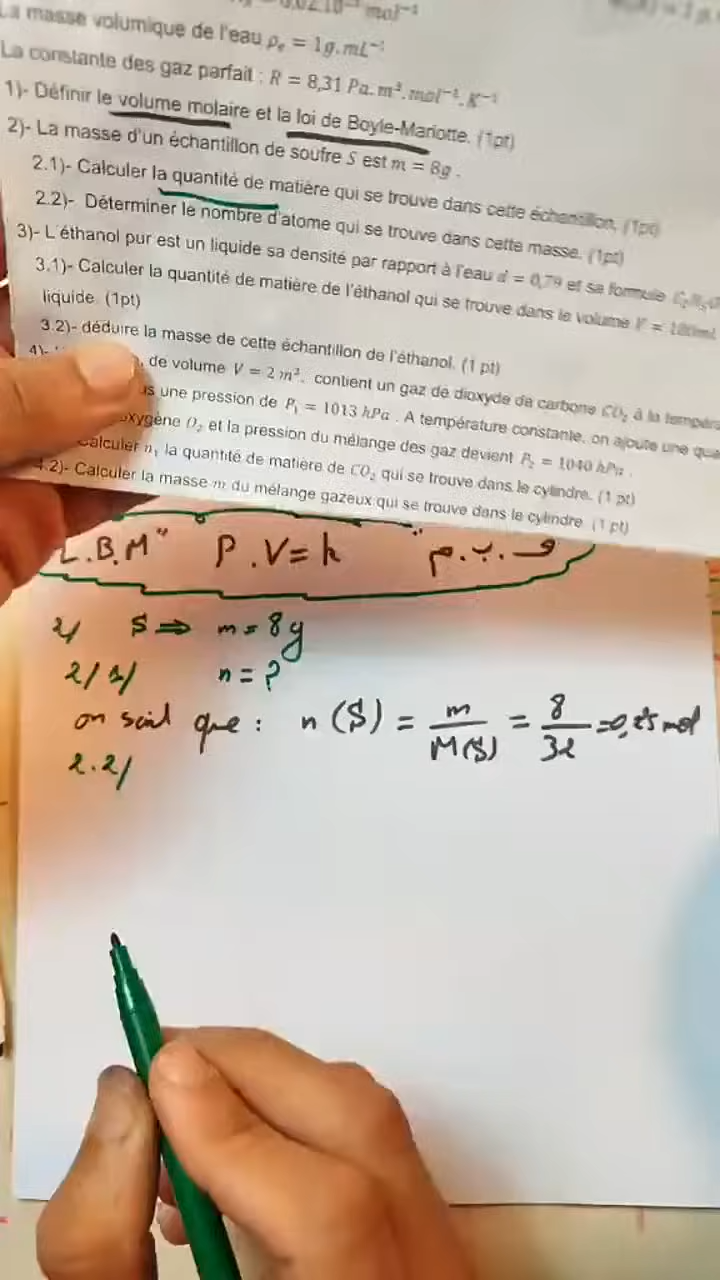 mol⁻¹
La masse volumique de l'eau ρₑ = 1g.mL⁻¹
La constante des gaz parfait : R = 8,31 Pa.m³.mol⁻¹.K⁻¹
1)- Définir le volume molaire et la loi de Boyle-Mariotte. (1pt)
2)- La masse d'un échantillon de soufre S est m = 8g .
2.1)- Calculer la quantité de matière qui se trouve dans cette échantillon. (1pt)
2.2)- Déterminer le nombre d'atome qui se trouve dans cette masse. (1pt)
3)- L'éthanol pur est un liquide sa densité par rapport à l'eau d = 0,79 et sa formule
3.1)- Calculer la quantité de matière de l'éthanol qui se trouve dans le volume V = 100mL
liquide. (1pt)
3.2)- déduire la masse de cette échantillon de l'éthanol. (1 pt)
4)- de volume V = 2 m³, contient un gaz de dioxyde de carbone CO₂ à la tempéra
une pression de P₁ = 1013 hPa . A température constante, on ajoute une qua
oxygène O₂ et la pression du mélange des gaz devient P₂ = 1040 hPa .
Calculer n₁ la quantité de matière de CO₂ qui se trouve dans le cylindre. (1 pt)
4.2)- Calculer la masse m du mélange gazeux qui se trouve dans le cylindre (1 pt)
L.B.M" P.V=k "و.ب.م
2/ S ⇒ m = 8g
2/1/ n = ?
on sait que : n(S) = m/M(S) = 8/32 = 0,25 mol
2.2/